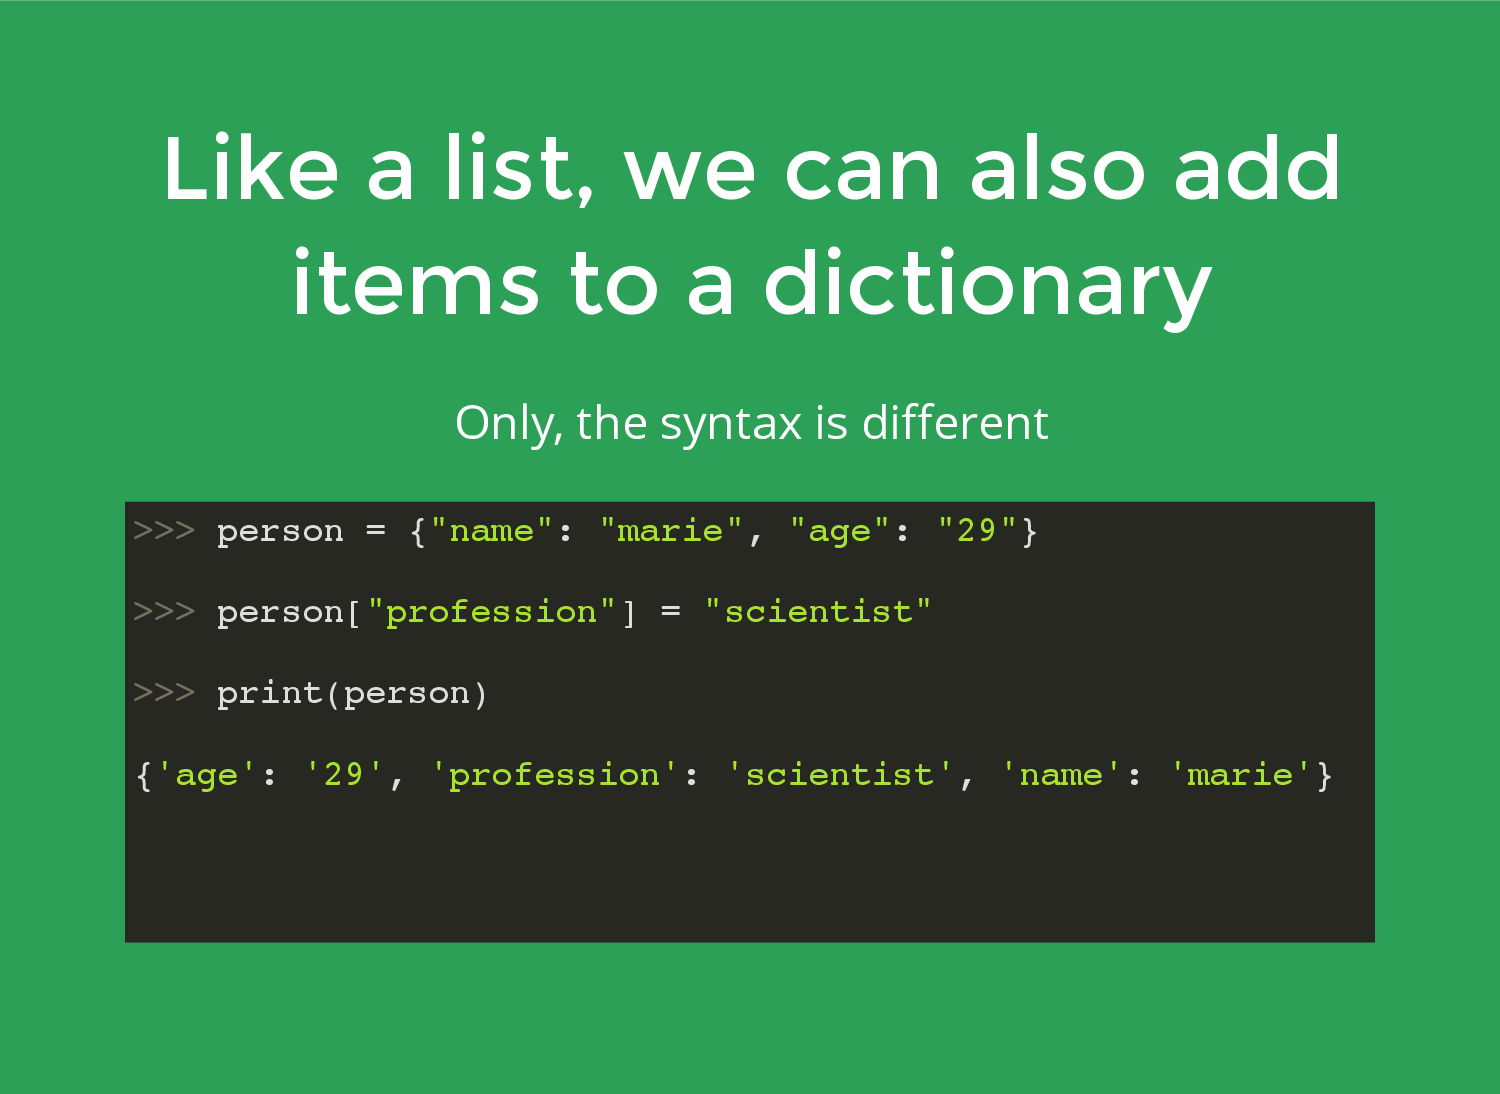 Like a list, we can also add
items to a dictionary
Only, the syntax is different
>>> person = {"name": "marie", "age": "29"}
>>> person["profession"] = "scientist"
>>> print(person)
{'age': '29', 'profession': 'scientist', 'name': 'marie'}